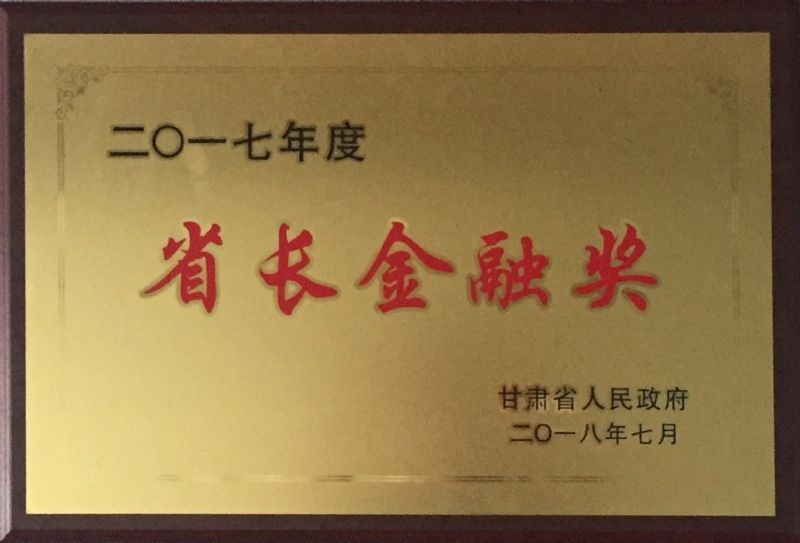 二〇一七年度
省长金融奖
甘肃省人民政府
二〇一八年七月